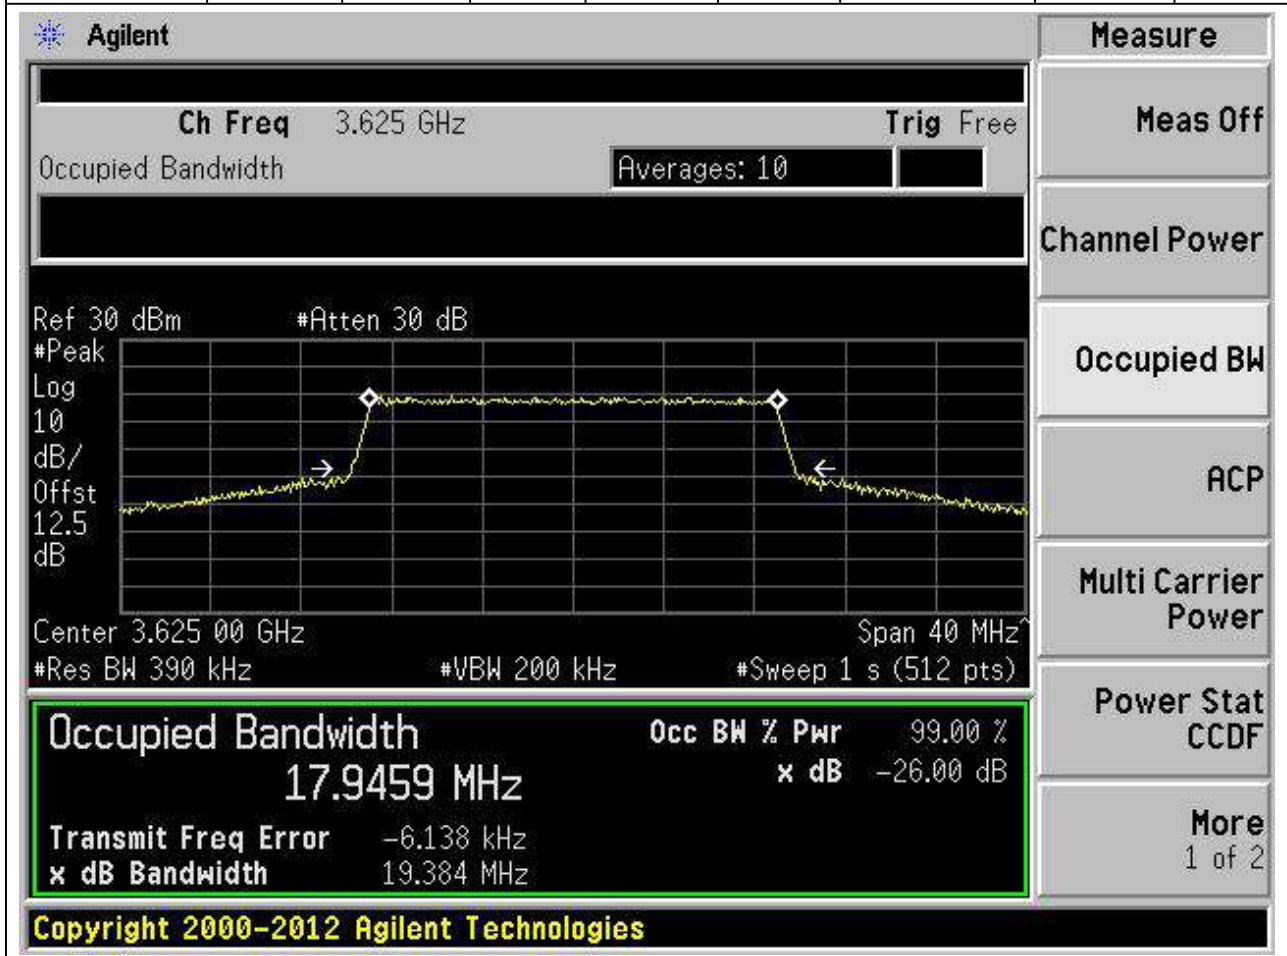 Agilent
Measure
Ch Freq 3.625 GHz Trig Free
Occupied Bandwidth Averages: 10
Ref 30 dBm #Atten 30 dB
#Peak
Log
10
dB/
Offst
12.5
dB
Center 3.625 00 GHz Span 40 MHz^
#Res BW 390 kHz #VBW 200 kHz #Sweep 1 s (512 pts)
Occupied Bandwidth Occ BW % Pwr 99.00 %
17.9459 MHz x dB -26.00 dB
Transmit Freq Error -6.138 kHz
x dB Bandwidth 19.384 MHz
Copyright 2000-2012 Agilent Technologies
Meas Off
Channel Power
Occupied BW
ACP
Multi Carrier
Power
Power Stat
CCDF
More
1 of 2